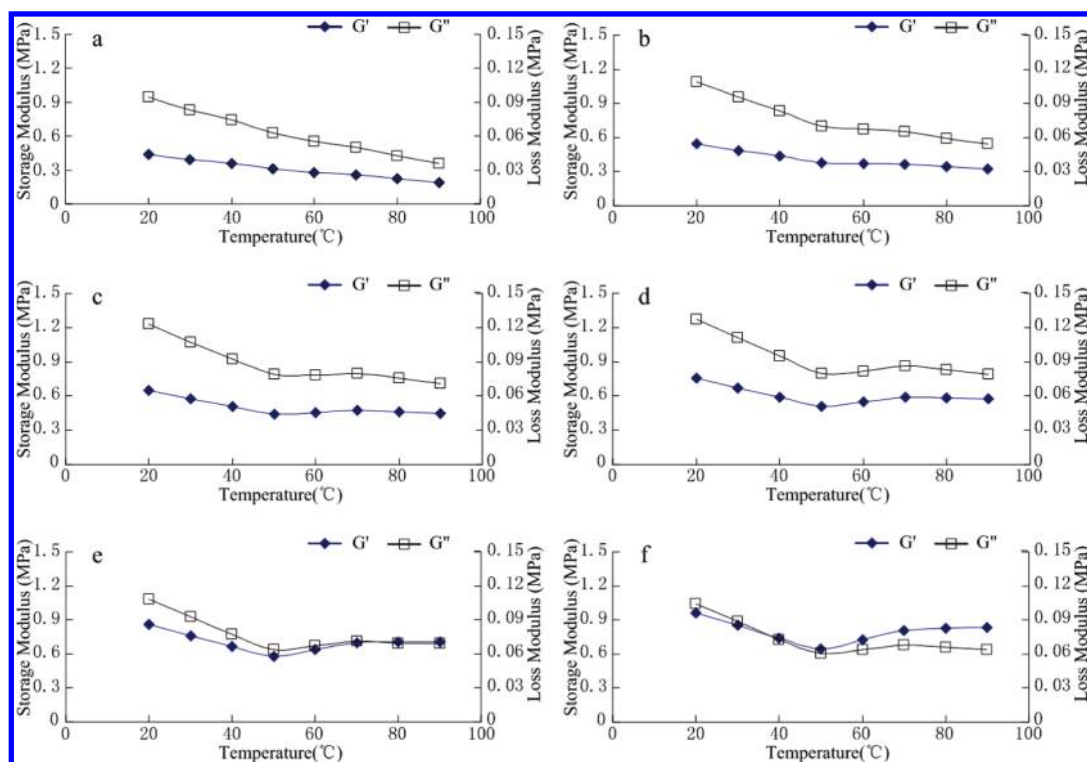 a
G'
G"
Storage Modulus (MPa)
1.5
1.2
0.9
0.6
0.3
0
0.15
0.12
0.09
0.06
0.03
0
Loss Modulus (MPa)
0 20 40 60 80 100
Temperature(℃)
b
G'
G"
Storage Modulus (MPa)
1.5
1.2
0.9
0.6
0.3
0
0.15
0.12
0.09
0.06
0.03
0
Loss Modulus (MPa)
0 20 40 60 80 100
Temperature(℃)
c
G'
G"
Storage Modulus (MPa)
1.5
1.2
0.9
0.6
0.3
0
0.15
0.12
0.09
0.06
0.03
0
Loss Modulus (MPa)
0 20 40 60 80 100
Temperature(℃)
d
G'
G"
Storage Modulus (MPa)
1.5
1.2
0.9
0.6
0.3
0
0.15
0.12
0.09
0.06
0.03
0
Loss Modulus (MPa)
0 20 40 60 80 100
Temperature(℃)
e
G'
G"
Storage Modulus (MPa)
1.5
1.2
0.9
0.6
0.3
0
0.15
0.12
0.09
0.06
0.03
0
Loss Modulus (MPa)
0 20 40 60 80 100
Temperature(℃)
f
G'
G"
Storage Modulus (MPa)
1.5
1.2
0.9
0.6
0.3
0
0.15
0.12
0.09
0.06
0.03
0
Loss Modulus (MPa)
0 20 40 60 80 100
Temperature(℃)